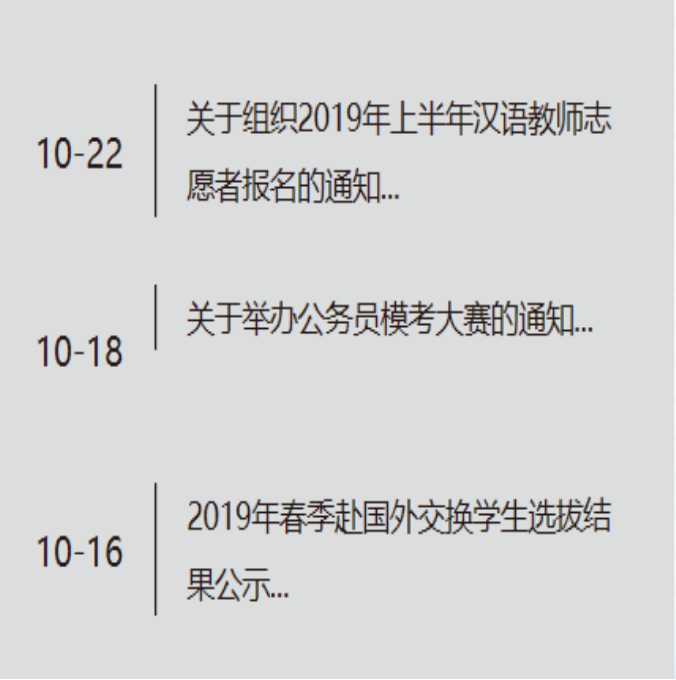 10-22
关于组织2019年上半年汉语教师志
愿者报名的通知...
10-18
关于举办公务员模考大赛的通知...
10-16
2019年春季赴国外交换学生选拔结
果公示...